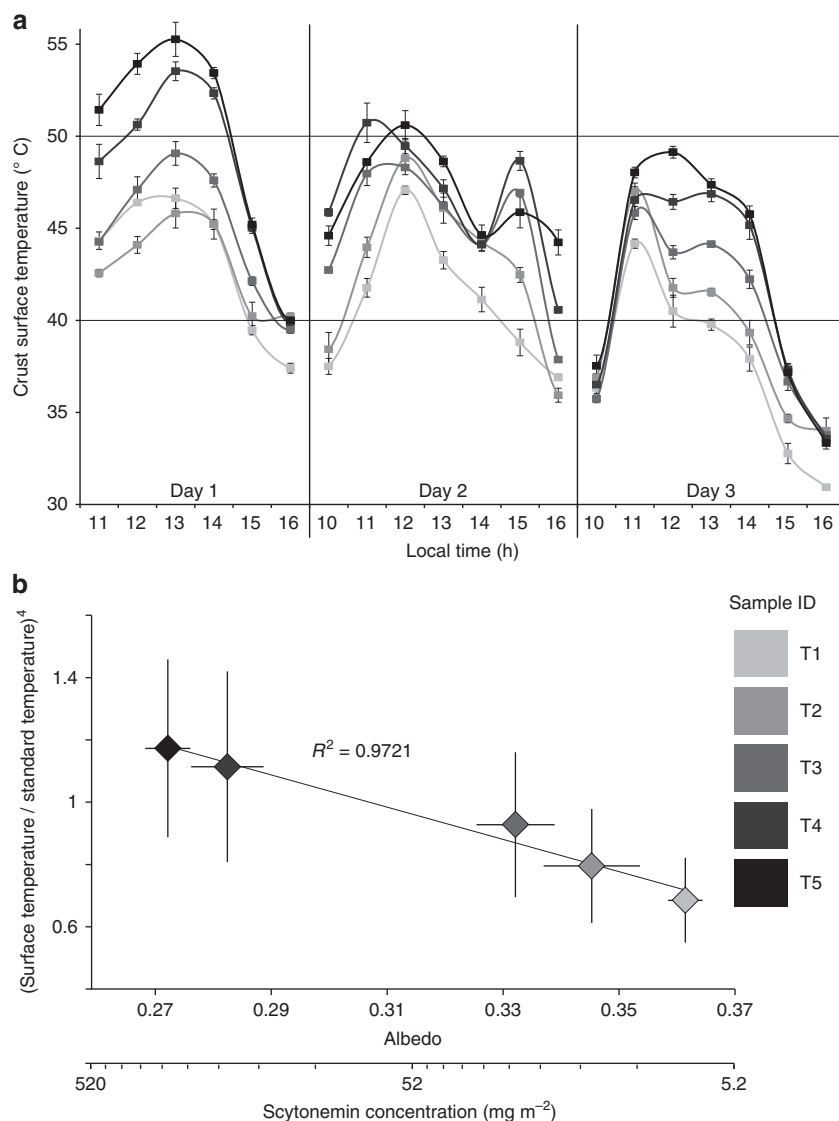 a
Crust surface temperature (° C)
55
50
45
40
35
30
Day 1
Day 2
Day 3
11 12 13 14 15 16 10 11 12 13 14 15 16 10 11 12 13 14 15 16
Local time (h)
b
(Surface temperature / standard temperature)⁴
1.4
1
0.6
R² = 0.9721
0.27 0.29 0.31 0.33 0.35 0.37
Albedo
520 52 5.2
Scytonemin concentration (mg m⁻²)
Sample ID
T1
T2
T3
T4
T5